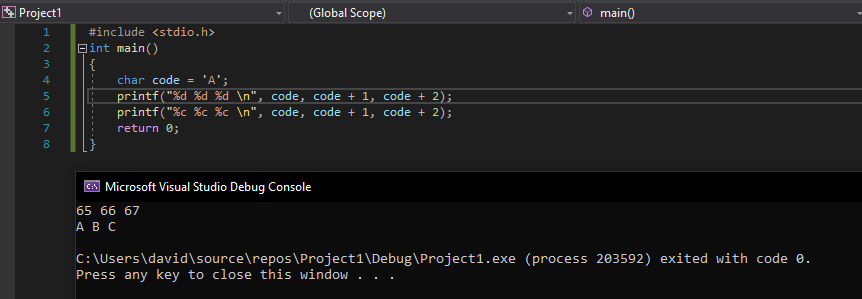 Project1 (Global Scope) main()
1 #include <stdio.h>
2 int main()
3 {
4 char code = 'A';
5 printf("%d %d %d \n", code, code + 1, code + 2);
6 printf("%c %c %c \n", code, code + 1, code + 2);
7 return 0;
8 }
C:\ Microsoft Visual Studio Debug Console
65 66 67
A B C
C:\Users\david\source\repos\Project1\Debug\Project1.exe (process 203592) exited with code 0.
Press any key to close this window . . .